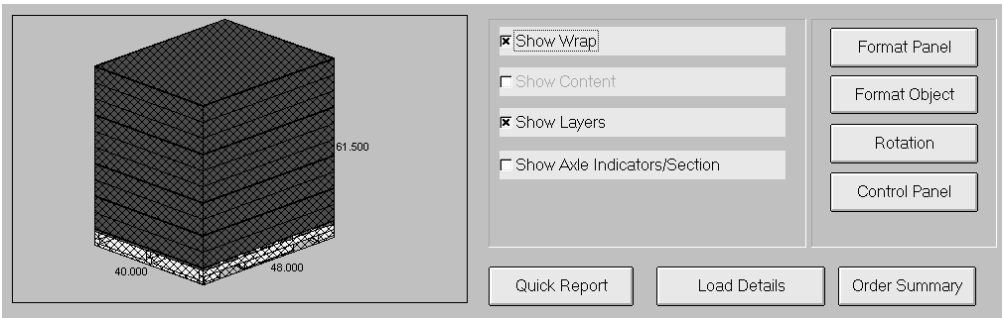 61.500
40.000
48.000
Show Wrap
Show Content
Show Layers
Show Axle Indicators/Section
Format Panel
Format Object
Rotation
Control Panel
Quick Report
Load Details
Order Summary